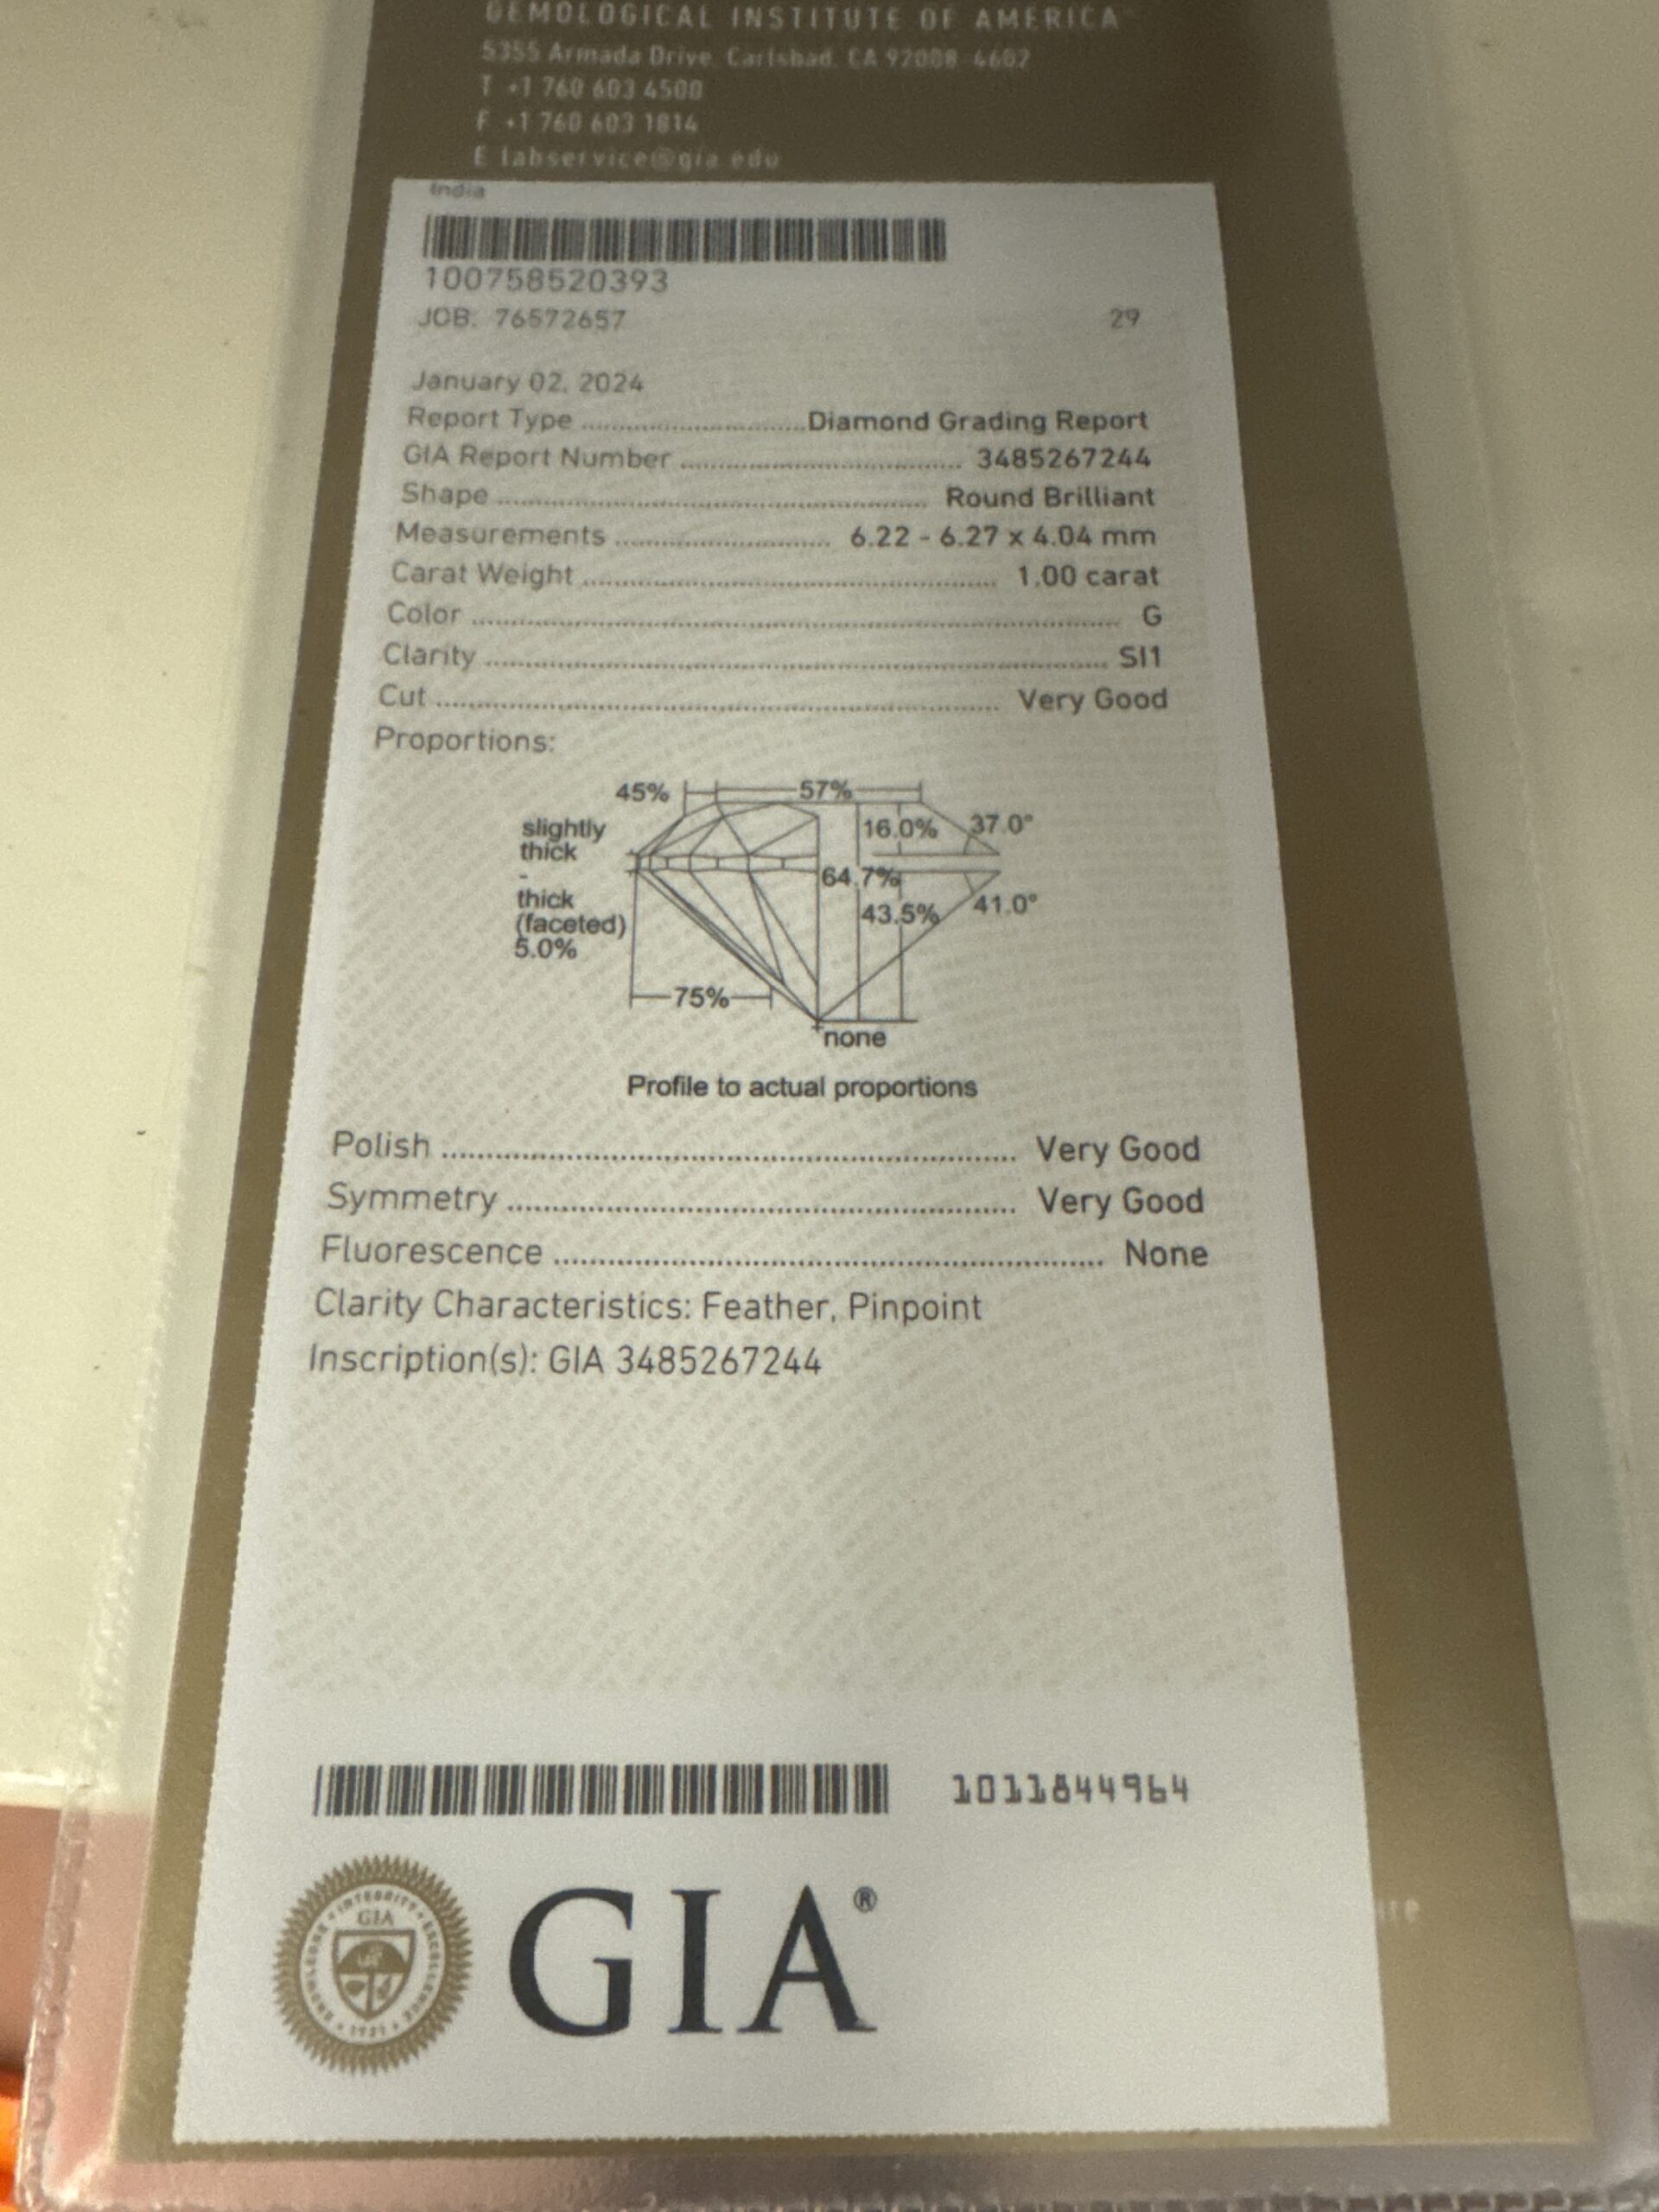 GEMOLOGICAL INSTITUTE OF AMERICA
5355 Armada Drive, Carlsbad, CA 92008-4602
T +1 760 603 4500
F +1 760 603 1814
E labservice@gia.edu
India
100758520393
JOB: 76572657 29
January 02, 2024
Report Type ........................ Diamond Grading Report
GIA Report Number ........................ 3485267244
Shape ........................ Round Brilliant
Measurements ........................ 6.22 - 6.27 x 4.04 mm
Carat Weight ........................ 1.00 carat
Color ........................ G
Clarity ........................ SI1
Cut ........................ Very Good
Proportions:
45% 57%
slightly 16.0% 37.0°
thick
- 64.7%
thick 43.5% 41.0°
(faceted)
5.0%
75%
none
Profile to actual proportions
Polish ........................ Very Good
Symmetry ........................ Very Good
Fluorescence ........................ None
Clarity Characteristics: Feather, Pinpoint
Inscription(s): GIA 3485267244
1011844964
INTEGRITY
GIA
KNOWLEDGE
EXCELLENCE
1931
GIA®